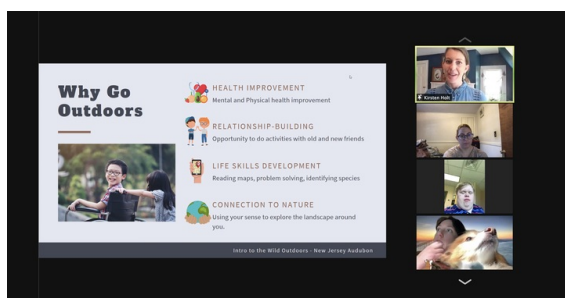 Why Go
Outdoors
HEALTH IMPROVEMENT
Mental and Physical health improvement
RELATIONSHIP-BUILDING
Opportunity to do activities with old and new friends
LIFE SKILLS DEVELOPMENT
Reading maps, problem solving, identifying species
CONNECTION TO NATURE
Using your sense to explore the landscape around
you.
Intro to the Wild Outdoors - New Jersey Audubon
Kirsten Holt